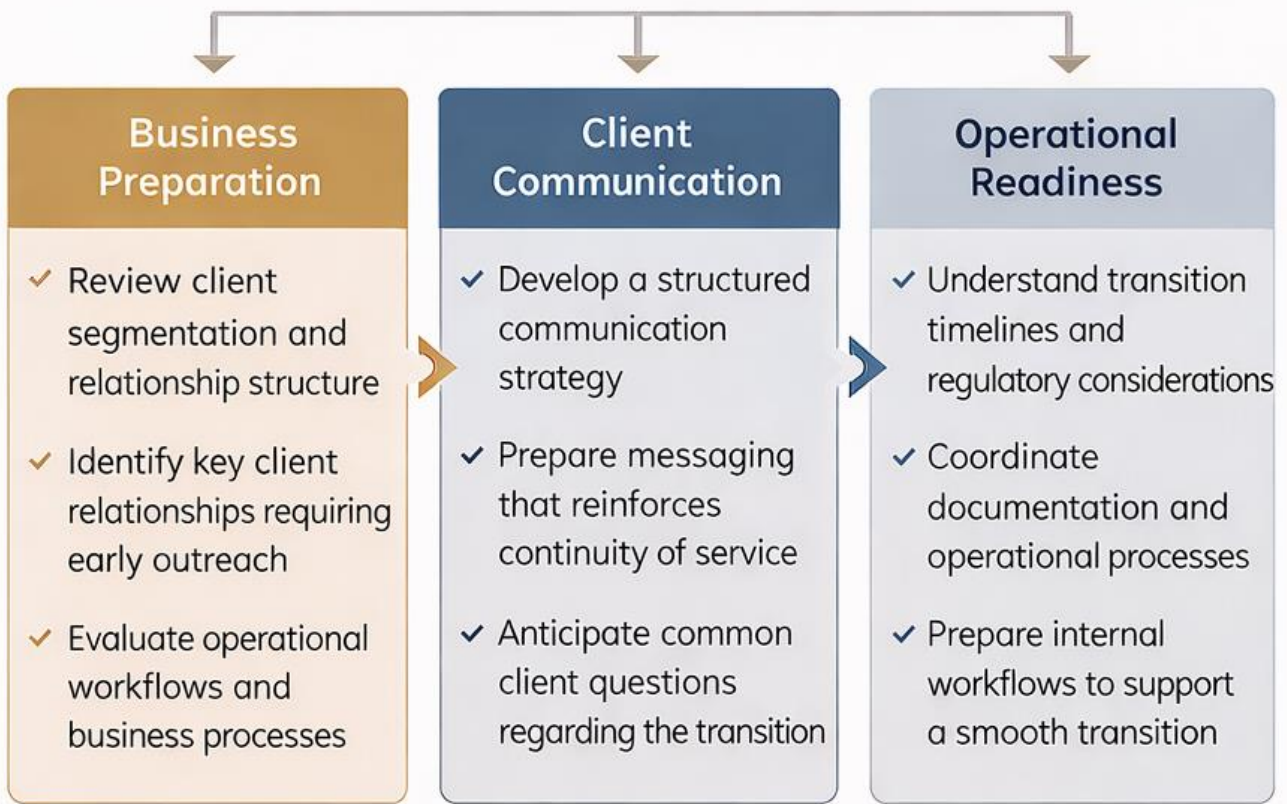 Business
Preparation
Review client
segmentation and
relationship structure
Identify key client
relationships requiring
early outreach
Evaluate operational
workflows and
business processes
Client
Communication
Develop a structured
communication
strategy
Prepare messaging
that reinforces
continuity of service
Anticipate common
client questions
regarding the transition
Operational
Readiness
Understand transition
timelines and
regulatory considerations
Coordinate
documentation and
operational processes
Prepare internal
workflows to support
a smooth transition